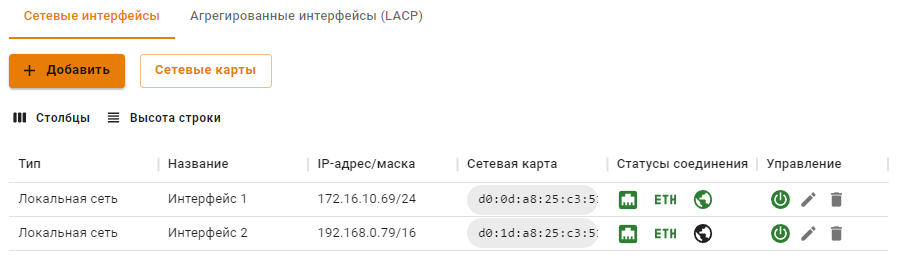 Сетевые интерфейсы Агрегированные интерфейсы (LACP)
+ Добавить Сетевые карты
Столбцы Высота строки
Тип Название IP-адрес/маска Сетевая карта Статусы соединения Управление
Локальная сеть Интерфейс 1 172.16.10.69/24 d0:0d:a8:25:c3:5 ETH
Локальная сеть Интерфейс 2 192.168.0.79/16 d0:1d:a8:25:c3:5 ETH